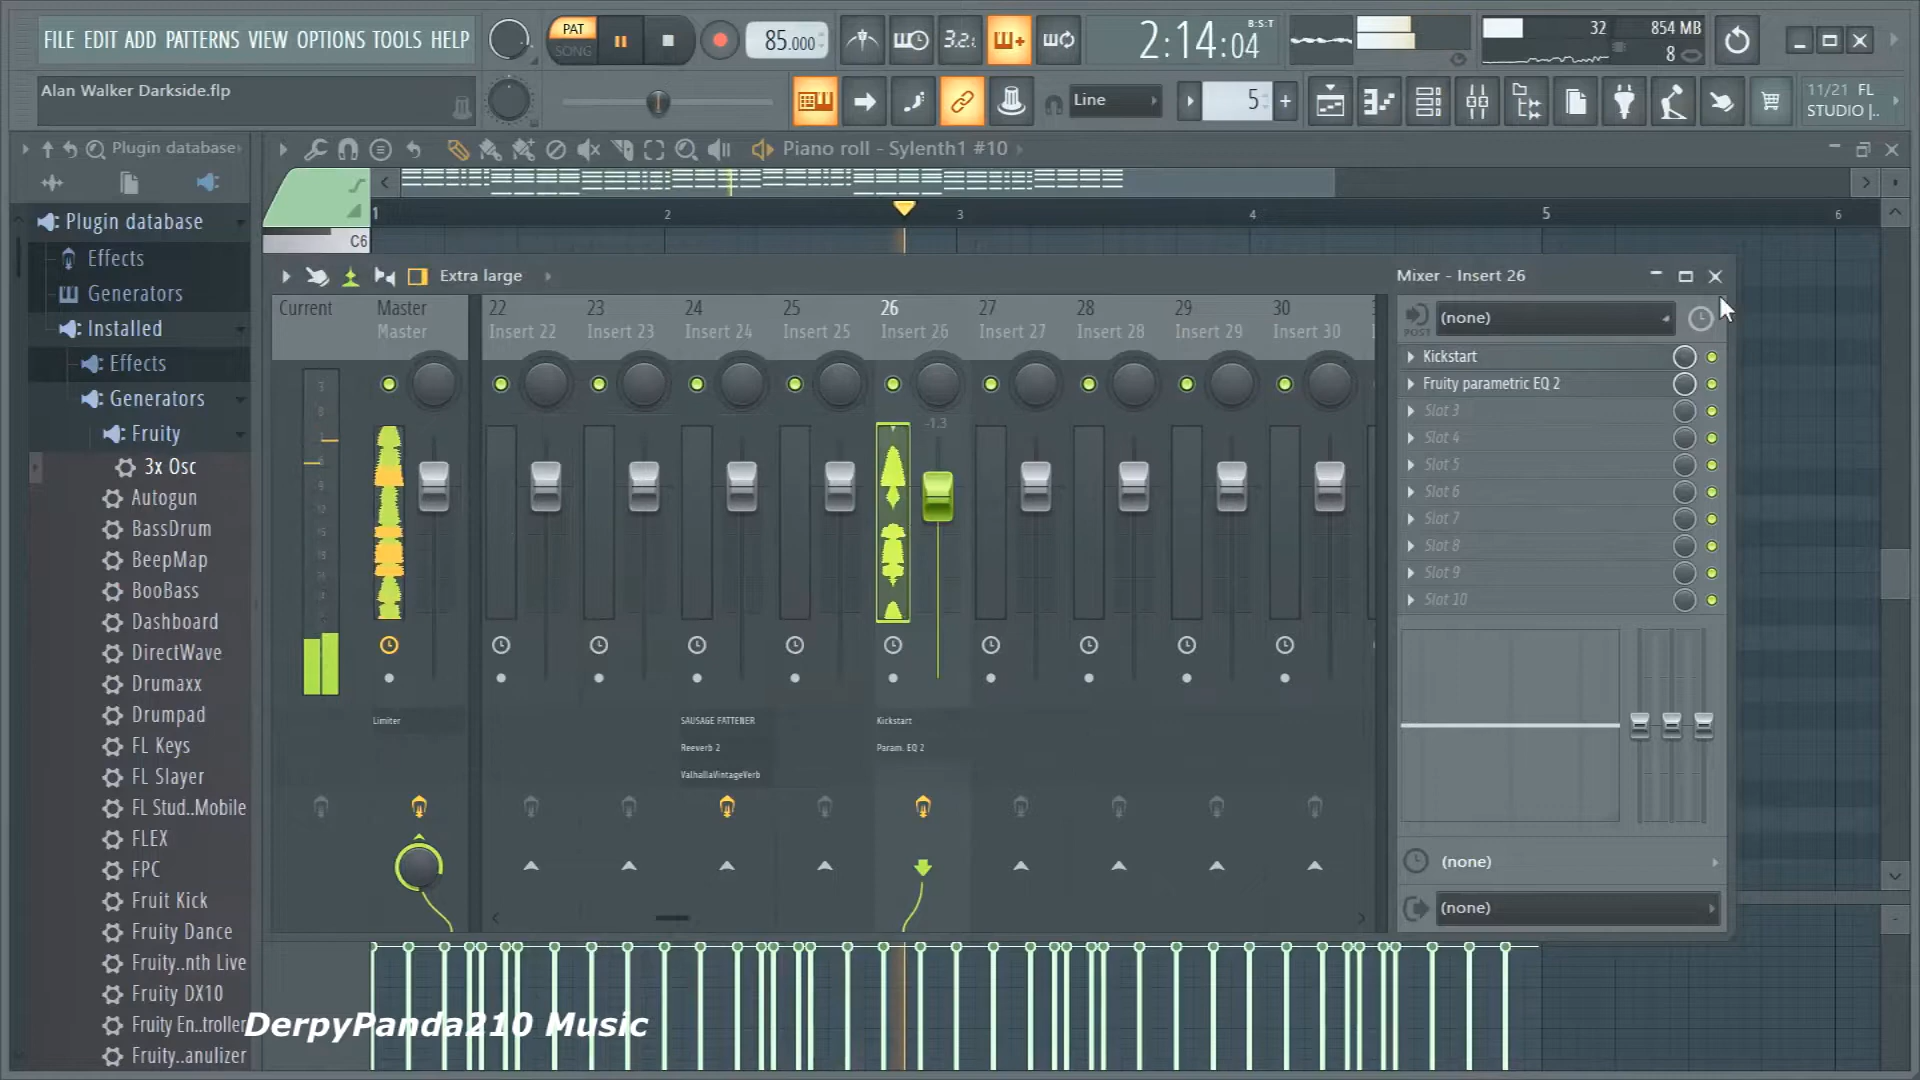 FILE EDIT ADD PATTERNS VIEW OPTIONS TOOLS HELP
PAT
SONG
85.000
3.2.
B:S:T
2:14:04
32
854 MB
8
Alan Walker Darkside.flp
Line
5
11/21 FL
STUDIO |..
Plugin database
Piano roll - Sylenth1 #10
1
2
3
4
5
6
C6
Plugin database
Effects
Generators
Installed
Effects
Generators
Fruity
3x Osc
Autogun
BassDrum
BeepMap
BooBass
Dashboard
DirectWave
Drumaxx
Drumpad
FL Keys
FL Slayer
FL Stud..Mobile
FLEX
FPC
Fruit Kick
Fruity Dance
Fruity..nth Live
Fruity DX10
Fruity En..troller
Fruity..anulizer
Extra large
Mixer - Insert 26
Current
Master
Master
22
Insert 22
23
Insert 23
24
Insert 24
25
Insert 25
26
Insert 26
27
Insert 27
28
Insert 28
29
Insert 29
30
Insert 30
-1.3
Limiter
SAUSAGE FATTENER
Reeverb 2
ValhallaVintageVerb
Kickstart
Param. EQ 2
POST
(none)
Kickstart
Fruity parametric EQ 2
Slot 3
Slot 4
Slot 5
Slot 6
Slot 7
Slot 8
Slot 9
Slot 10
(none)
(none)
DerpyPanda210 Music